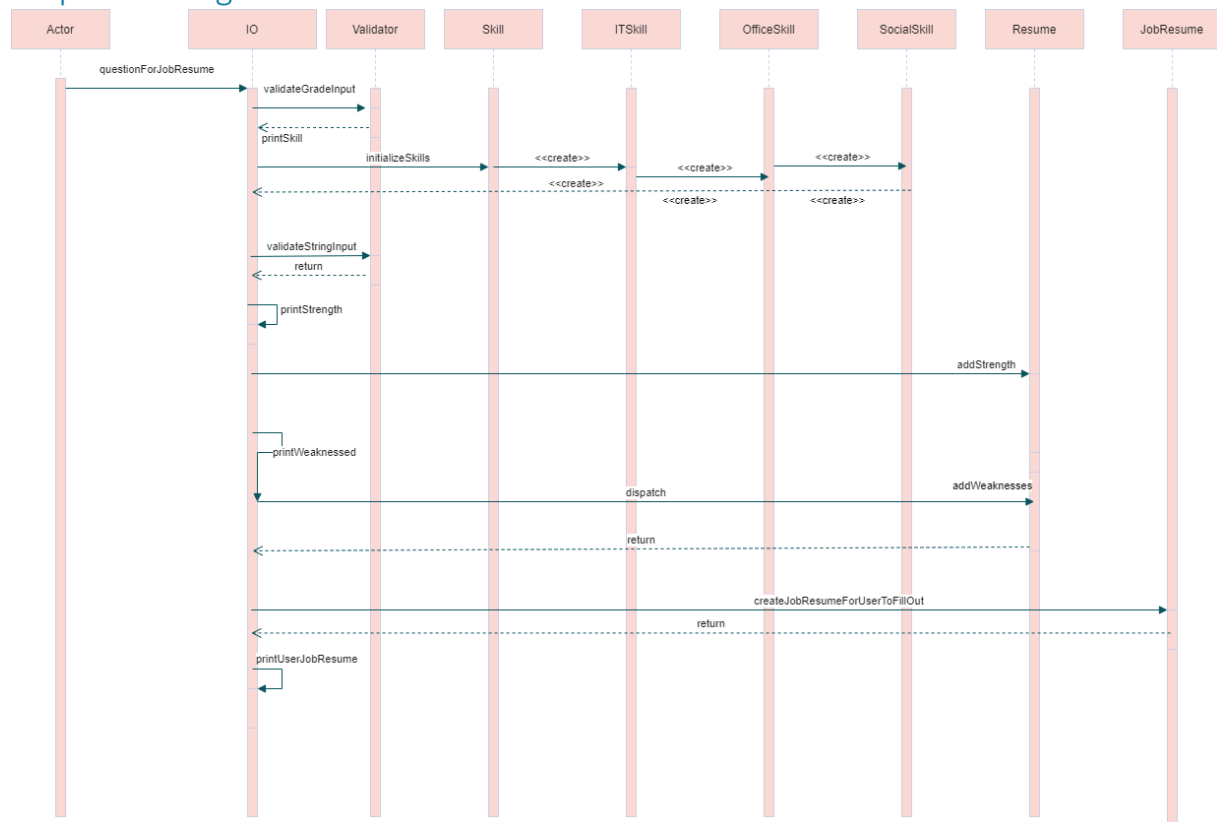 Actor IO Validator Skill ITSkill OfficeSkill SocialSkill Resume JobResume
questionForJobResume
validateGradeInput
printSkill
initializeSkills <<create>> <<create>> <<create>>
<<create>>
<<create>> <<create>>
validateStringInput
return
printStrength
addStrength
printWeaknessed
addWeaknesses
dispatch
return
createJobResumeForUserToFillOut
return
printUserJobResume